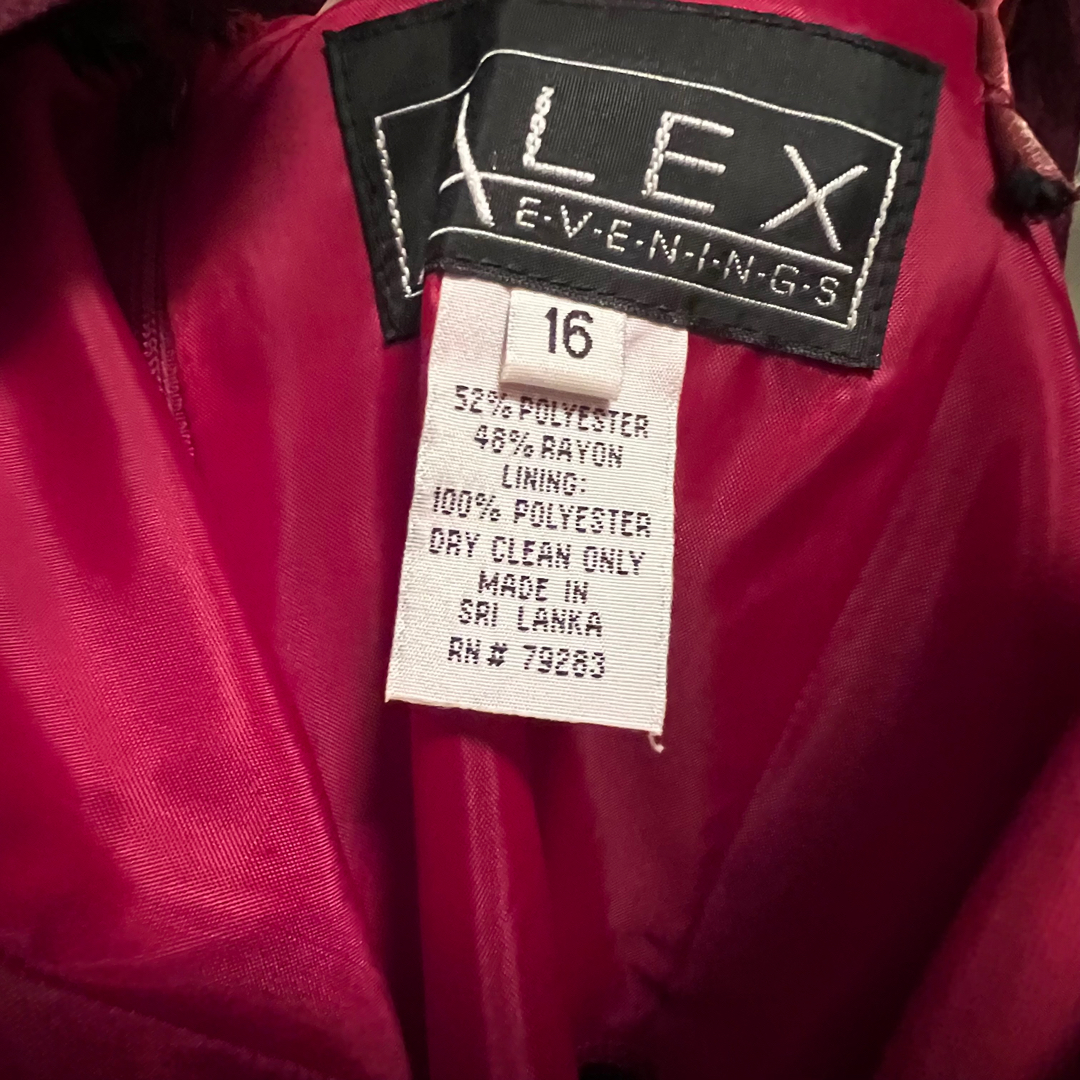 ALEX
E·V·E·N·I·N·G·S
16
52% POLYESTER
48% RAYON
LINING:
100% POLYESTER
DRY CLEAN ONLY
MADE IN
SRI LANKA
RN# 79283